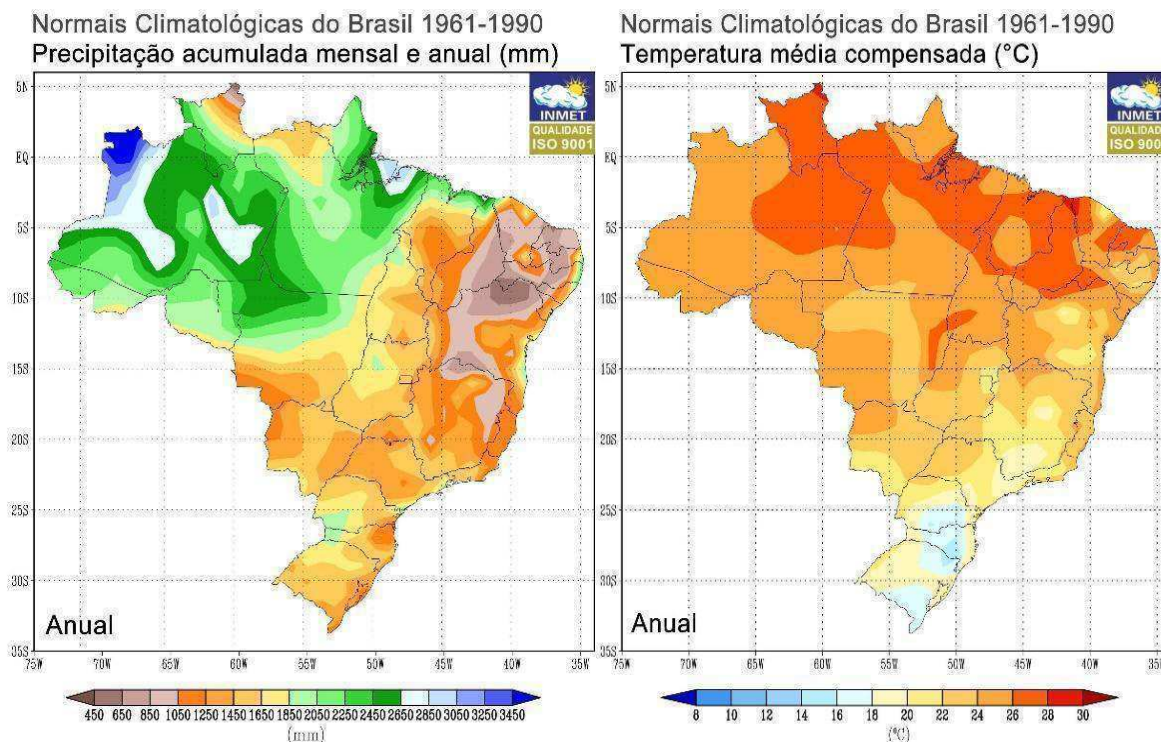 Normais Climatológicas do Brasil 1961-1990
Precipitação acumulada mensal e anual (mm)
5N
EQ
5S
10S
15S
20S
25S
30S
35S
75W 70W 65W 60W 55W 50W 45W 40W 35W
INMET
QUALIDADE
ISO 9001
Anual
450 650 850 1050 1250 1450 1650 1850 2050 2250 2450 2650 2850 3050 3250 3450
(mm)
Normais Climatológicas do Brasil 1961-1990
Temperatura média compensada (°C)
5N
EQ
5S
10S
15S
20S
25S
30S
35S
75W 70W 65W 60W 55W 50W 45W 40W 35W
INMET
QUALIDADE
ISO 9001
Anual
8 10 12 14 16 18 20 22 24 26 28 30
(°C)